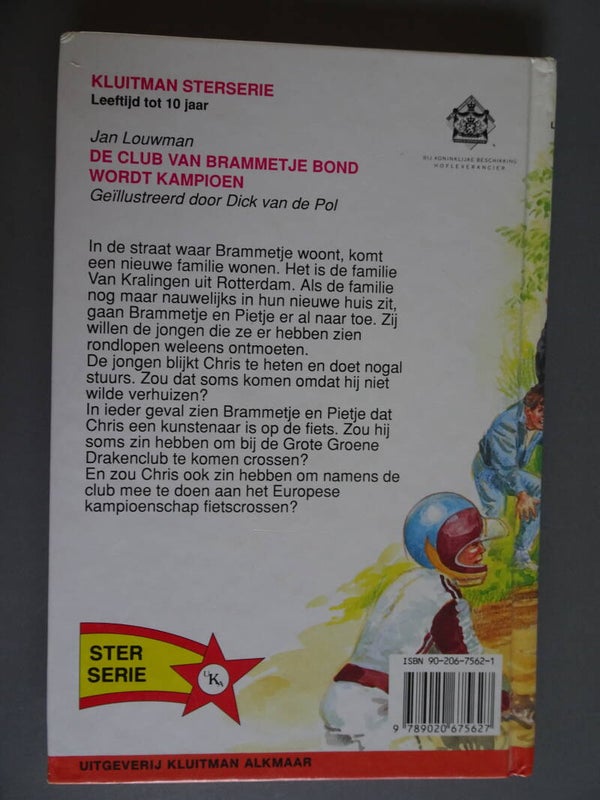 KLUITMAN STERSERIE
Leeftijd tot 10 jaar
Jan Louwman
DE CLUB VAN BRAMMETJE BOND
WORDT KAMPIOEN
Geïllustreerd door Dick van de Pol
BIJ KONINKLIJKE BESCHIKKING
HOFLEVERANCIER
In de straat waar Brammetje woont, komt
een nieuwe familie wonen. Het is de familie
Van Kralingen uit Rotterdam. Als de familie
nog maar nauwelijks in hun nieuwe huis zit,
gaan Brammetje en Pietje er al naar toe. Zij
willen de jongen die ze er hebben zien
rondlopen weleens ontmoeten.
De jongen blijkt Chris te heten en doet nogal
stuurs. Zou dat soms komen omdat hij niet
wilde verhuizen?
In ieder geval zien Brammetje en Pietje dat
Chris een kunstenaar is op de fiets. Zou hij
soms zin hebben om bij de Grote Groene
Drakenclub te komen crossen?
En zou Chris ook zin hebben om namens de
club mee te doen aan het Europese
kampioenschap fietscrossen?
STER
SERIE
UKA
ISBN 90-206-7562-1
9 789020 675627
UITGEVERIJ KLUITMAN ALKMAAR